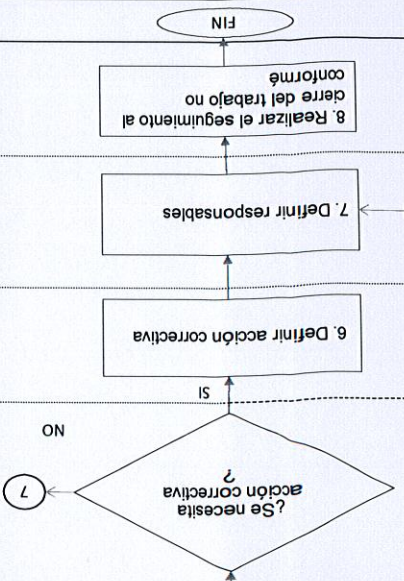 ¿Se necesita
acción correctiva
?
7
NO
SI
6. Definir acción correctiva
7. Definir responsables
8. Realizar el seguimiento al
cierre del trabajo no
conformé
FIN